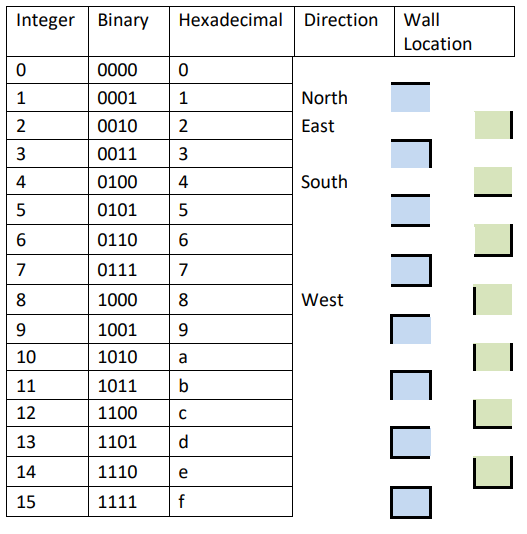 Integer Binary Hexadecimal Direction Wall Location
0 0000 0
1 0001 1 North
2 0010 2 East
3 0011 3
4 0100 4 South
5 0101 5
6 0110 6
7 0111 7
8 1000 8 West
9 1001 9
10 1010 a
11 1011 b
12 1100 c
13 1101 d
14 1110 e
15 1111 f